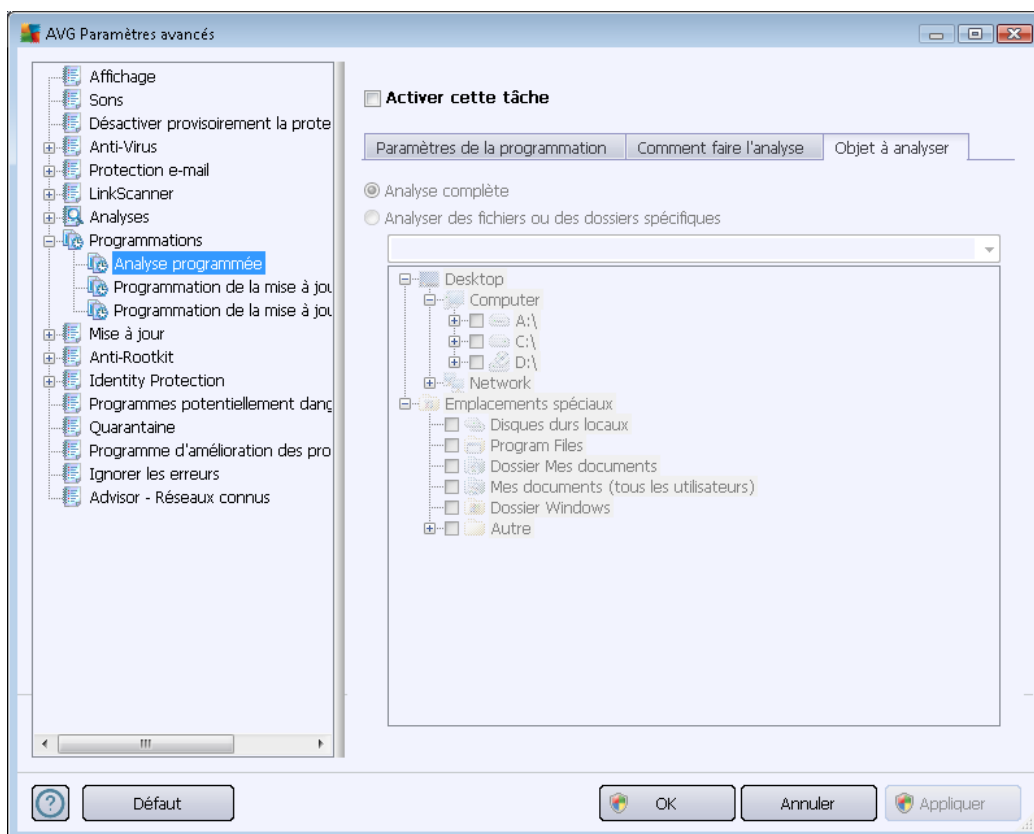 AVG Paramètres avancés
Affichage
Sons
Désactiver provisoirement la prote
Anti-Virus
Protection e-mail
LinkScanner
Analyses
Programmations
Analyse programmée
Programmation de la mise à jou
Programmation de la mise à jou
Mise à jour
Anti-Rootkit
Identity Protection
Programmes potentiellement dang
Quarantaine
Programme d'amélioration des pro
Ignorer les erreurs
Advisor - Réseaux connus
Activer cette tâche
Paramètres de la programmation
Comment faire l'analyse
Objet à analyser
Analyse complète
Analyser des fichiers ou des dossiers spécifiques
Desktop
Computer
A:\
C:\
D:\
Network
Emplacements spéciaux
Disques durs locaux
Program Files
Dossier Mes documents
Mes documents (tous les utilisateurs)
Dossier Windows
Autre
Défaut
OK
Annuler
Appliquer